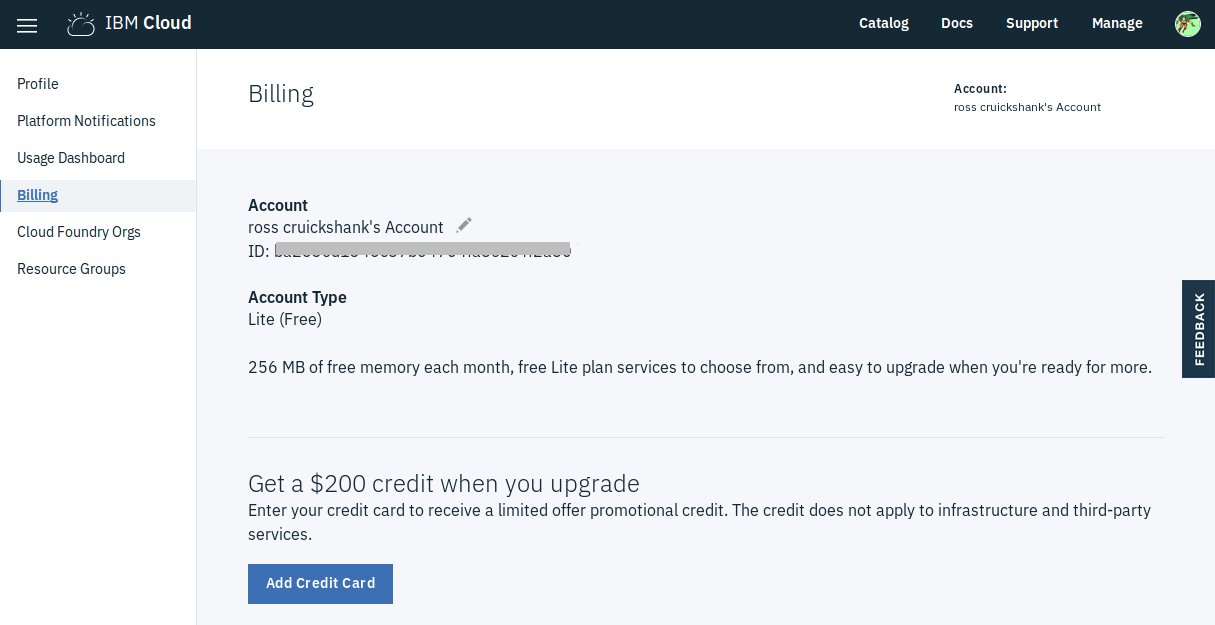 IBM Cloud
Catalog
Docs
Support
Manage
Profile
Platform Notifications
Usage Dashboard
Billing
Cloud Foundry Orgs
Resource Groups
Billing
Account:
ross cruickshank's Account
Account
ross cruickshank's Account
ID:
Account Type
Lite (Free)
256 MB of free memory each month, free Lite plan services to choose from, and easy to upgrade when you're ready for more.
FEEDBACK
Get a $200 credit when you upgrade
Enter your credit card to receive a limited offer promotional credit. The credit does not apply to infrastructure and third-party
services.
Add Credit Card